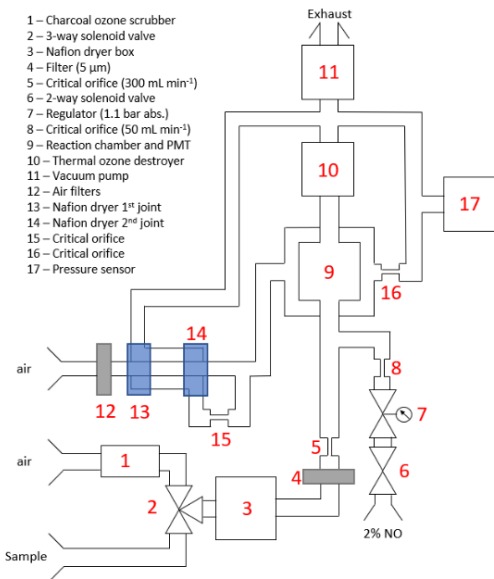 Exhaust
1 – Charcoal ozone scrubber
2 – 3-way solenoid valve
3 – Nafion dryer box
4 – Filter (5 µm)
5 – Critical orifice (300 mL min⁻¹)
6 – 2-way solenoid valve
7 – Regulator (1.1 bar abs.)
8 – Critical orifice (50 mL min⁻¹)
9 – Reaction chamber and PMT
10 – Thermal ozone destroyer
11 – Vacuum pump
12 – Air filters
13 – Nafion dryer 1st joint
14 – Nafion dryer 2nd joint
15 – Critical orifice
16 – Critical orifice
17 – Pressure sensor
11
10
17
9
16
14
air
8
12
13
7
15
5
air
1
4
6
2
3
2% NO
Sample